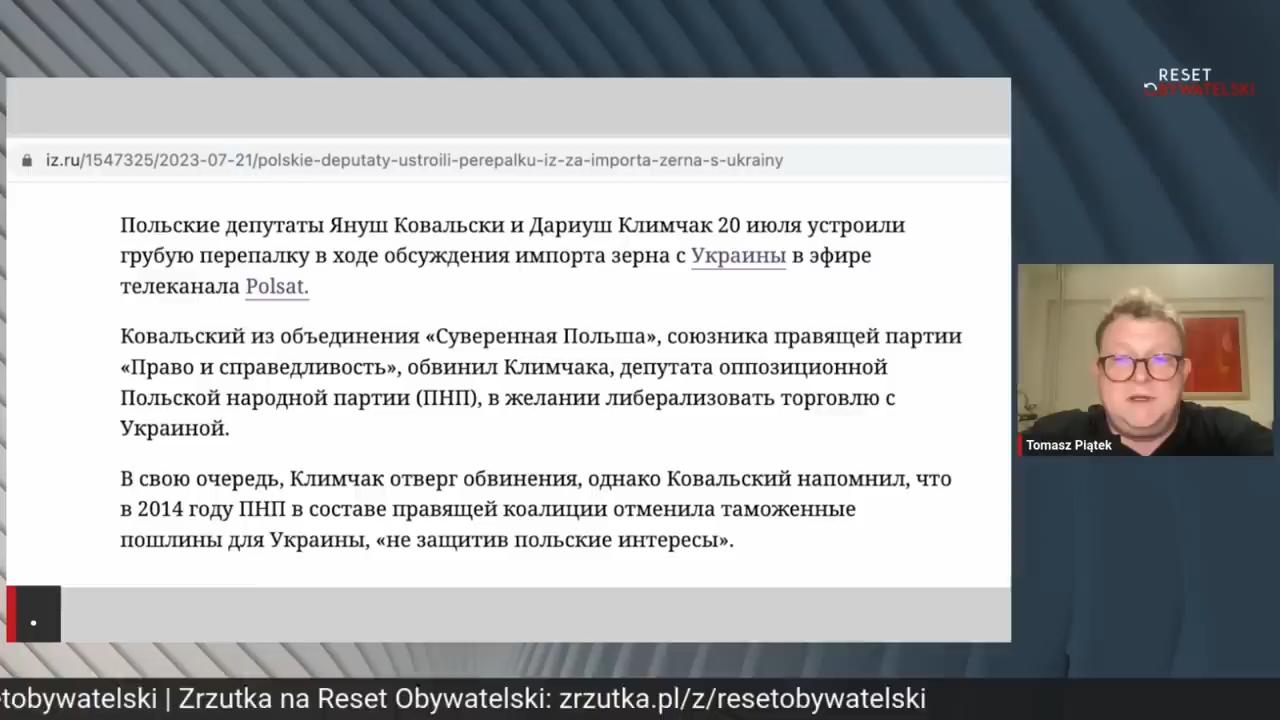 RESET
OBYWATELSKI
iz.ru/1547325/2023-07-21/polskie-deputaty-ustroili-perepalku-iz-za-importa-zerna-s-ukrainy
Польские депутаты Януш Ковальски и Дариуш Климчак 20 июля устроили
грубую перепалку в ходе обсуждения импорта зерна с Украины в эфире
телеканала Polsat.
Ковальский из объединения «Суверенная Польша», союзника правящей партии
«Право и справедливость», обвинил Климчака, депутата оппозиционной
Польской народной партии (ПНП), в желании либерализовать торговлю с
Украиной.
В свою очередь, Климчак отверг обвинения, однако Ковальский напомнил, что
в 2014 году ПНП в составе правящей коалиции отменила таможенные
пошлины для Украины, «не защитив польские интересы».
Tomasz Piątek
.
tobywatelski | Zrzutka na Reset Obywatelski: zrzutka.pl/z/resetobywatelski